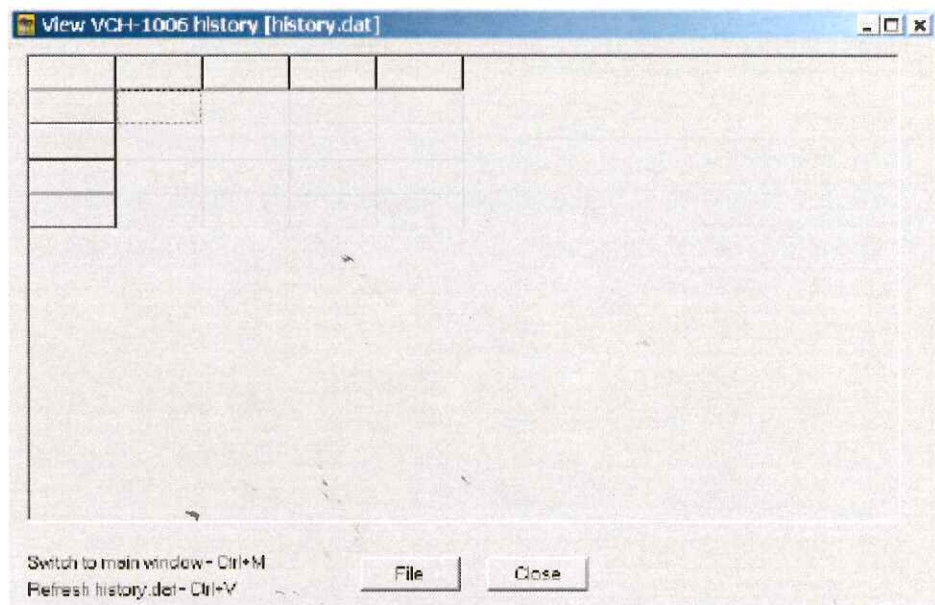 View VCH-1006 history [history.dat]
Switch to main window - Ctrl+M
Refresh history.dat - Ctrl+V
File
Close